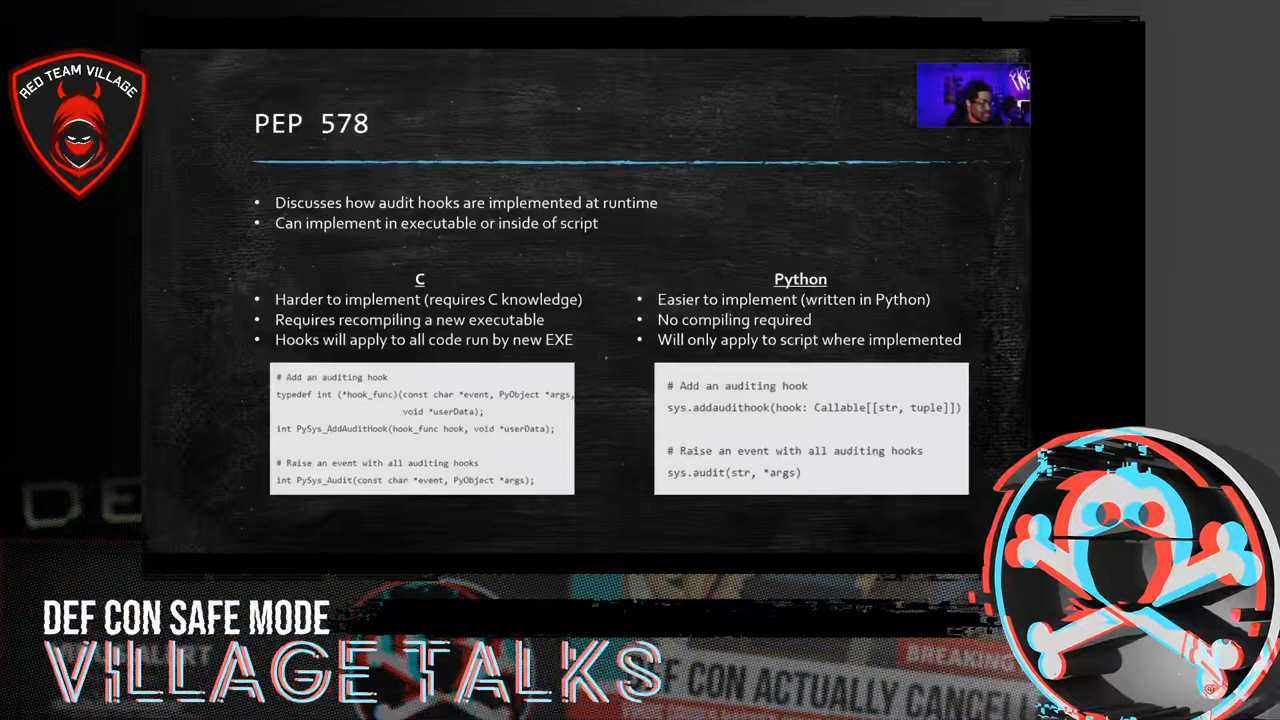 RED TEAM VILLAGE
PEP 578
• Discusses how audit hooks are implemented at runtime
• Can implement in executable or inside of script
C
• Harder to implement (requires C knowledge)
• Requires recompiling a new executable
• Hooks will apply to all code run by new EXE
# Add an auditing hook
typedef int (*hook_func)(const char *event, PyObject *args,
void *userData);
int PySys_AddAuditHook(hook_func hook, void *userData);
# Raise an event with all auditing hooks
int PySys_Audit(const char *event, PyObject *args);
Python
• Easier to implement (written in Python)
• No compiling required
• Will only apply to script where implemented
# Add an auditing hook
sys.addaudithook(hook: Callable[[str, tuple]])
# Raise an event with all auditing hooks
sys.audit(str, *args)
DE
DEF CON SAFE MODE
VILLAGE TALKS
BREAKING
DEF CON ACTUALLY CANCELL